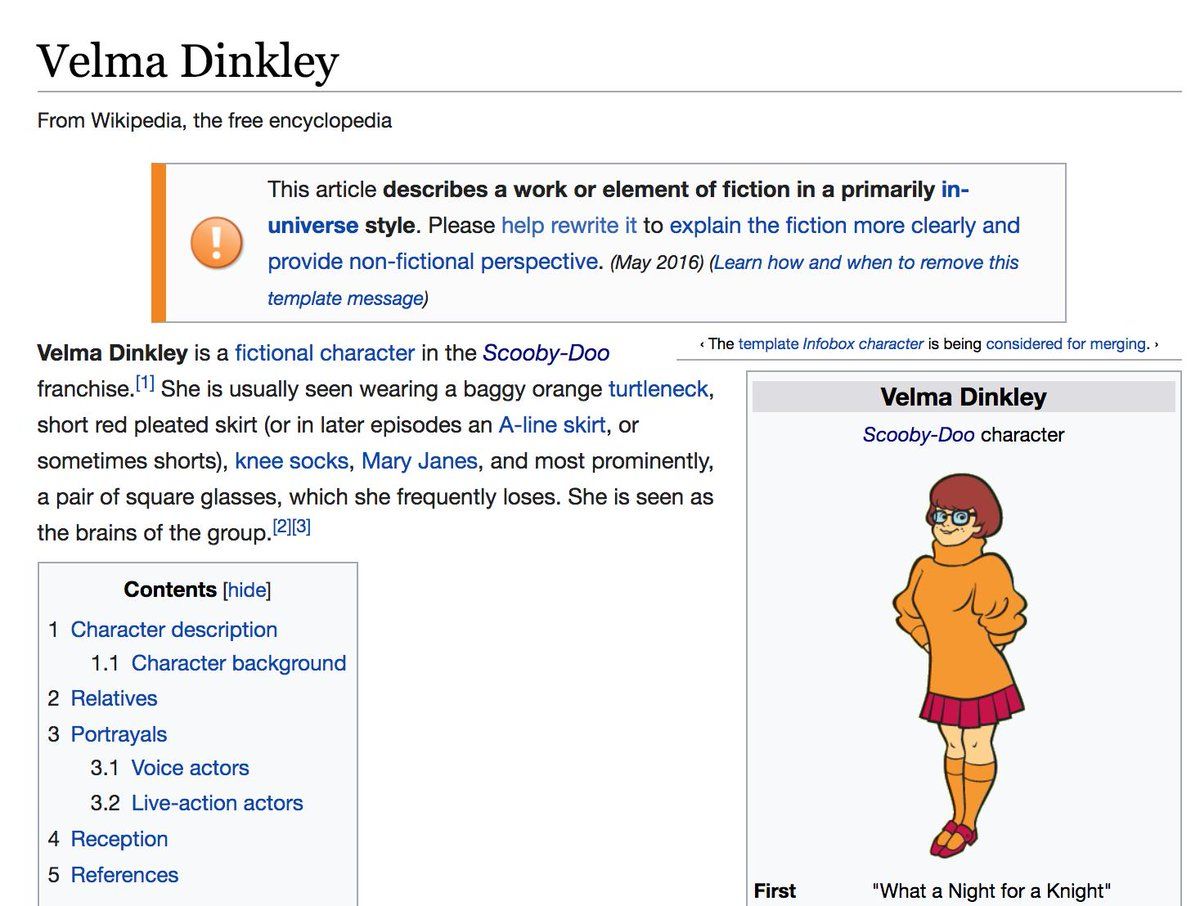 Velma Dinkley
From Wikipedia, the free encyclopedia
This article describes a work or element of fiction in a primarily in-
universe style. Please help rewrite it to explain the fiction more clearly and
provide non-fictional perspective. (May 2016) (Learn how and when to remove this
template message)
Velma Dinkley is a fictional character in the Scooby-Doo
franchise.[1] She is usually seen wearing a baggy orange turtleneck,
short red pleated skirt (or in later episodes an A-line skirt, or
sometimes shorts), knee socks, Mary Janes, and most prominently,
a pair of square glasses, which she frequently loses. She is seen as
the brains of the group.[2][3]
Contents [hide]
1 Character description
1.1 Character background
2 Relatives
3 Portrayals
3.1 Voice actors
3.2 Live-action actors
4 Reception
5 References
‹ The template Infobox character is being considered for merging. ›
Velma Dinkley
Scooby-Doo character
First "What a Night for a Knight"